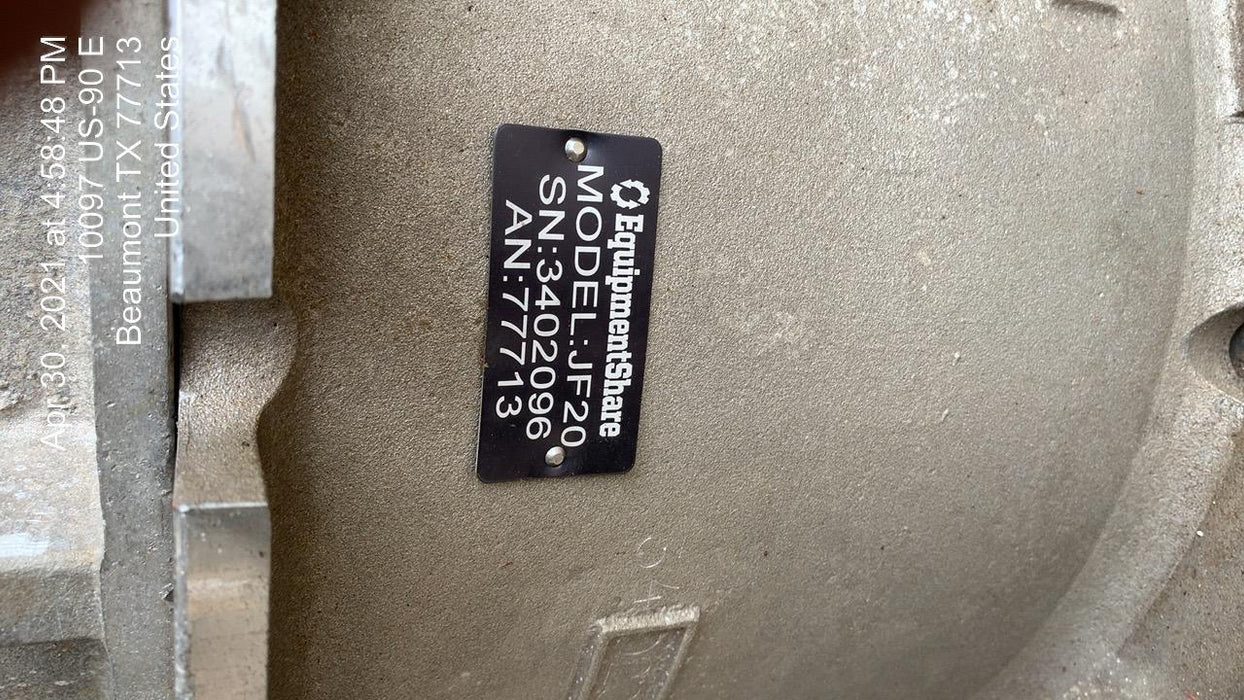 Apr 30, 2021 at 4:58:48 PM
10097 US-90 E
Beaumont TX 77713
United States
EquipmentShare
MODEL:JF20
SN:3402096
AN:77713